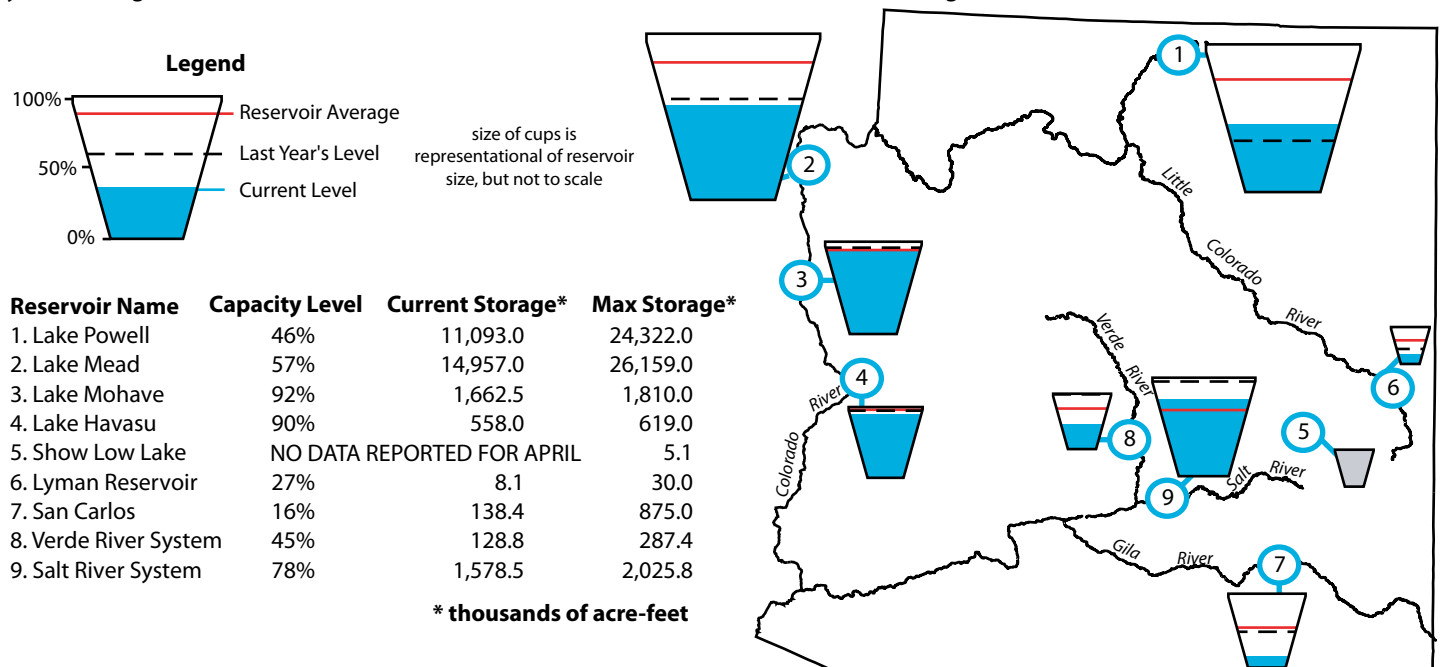 Legend
100%
50%
0%
Reservoir Average
Last Year's Level
Current Level
size of cups is
representational of reservoir
size, but not to scale
Reservoir Name Capacity Level Current Storage* Max Storage*
1. Lake Powell 46% 11,093.0 24,322.0
2. Lake Mead 57% 14,957.0 26,159.0
3. Lake Mohave 92% 1,662.5 1,810.0
4. Lake Havasu 90% 558.0 619.0
5. Show Low Lake NO DATA REPORTED FOR APRIL 5.1
6. Lyman Reservoir 27% 8.1 30.0
7. San Carlos 16% 138.4 875.0
8. Verde River System 45% 128.8 287.4
9. Salt River System 78% 1,578.5 2,025.8
* thousands of acre-feet
1
2
3
4
5
6
7
8
9
Little
Colorado
River
Verde
River
Colorado
River
Salt
River
Gila
River